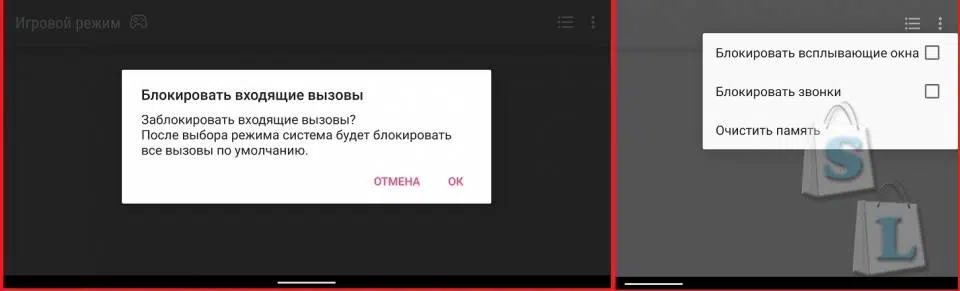 Игровой режим
Блокировать входящие вызовы
Заблокировать входящие вызовы?
После выбора режима система будет блокировать
все вызовы по умолчанию.
ОТМЕНА OK
Блокировать всплывающие окна
Блокировать звонки
Очистить память
S
L